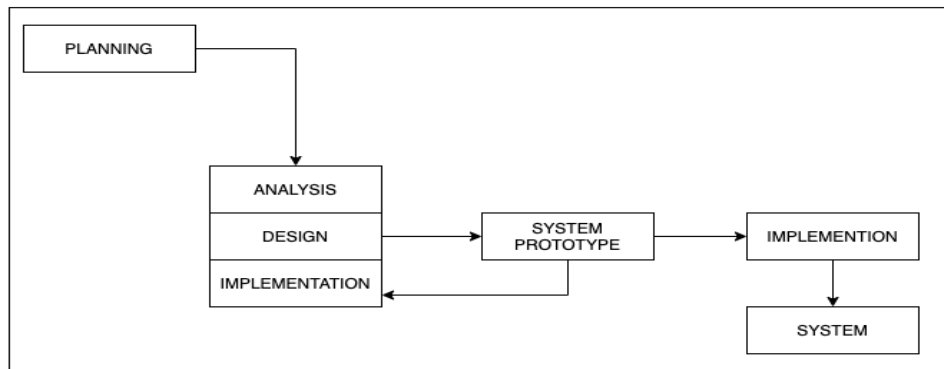 PLANNING
ANALYSIS
DESIGN
IMPLEMENTATION
SYSTEM
PROTOTYPE
IMPLEMENTION
SYSTEM